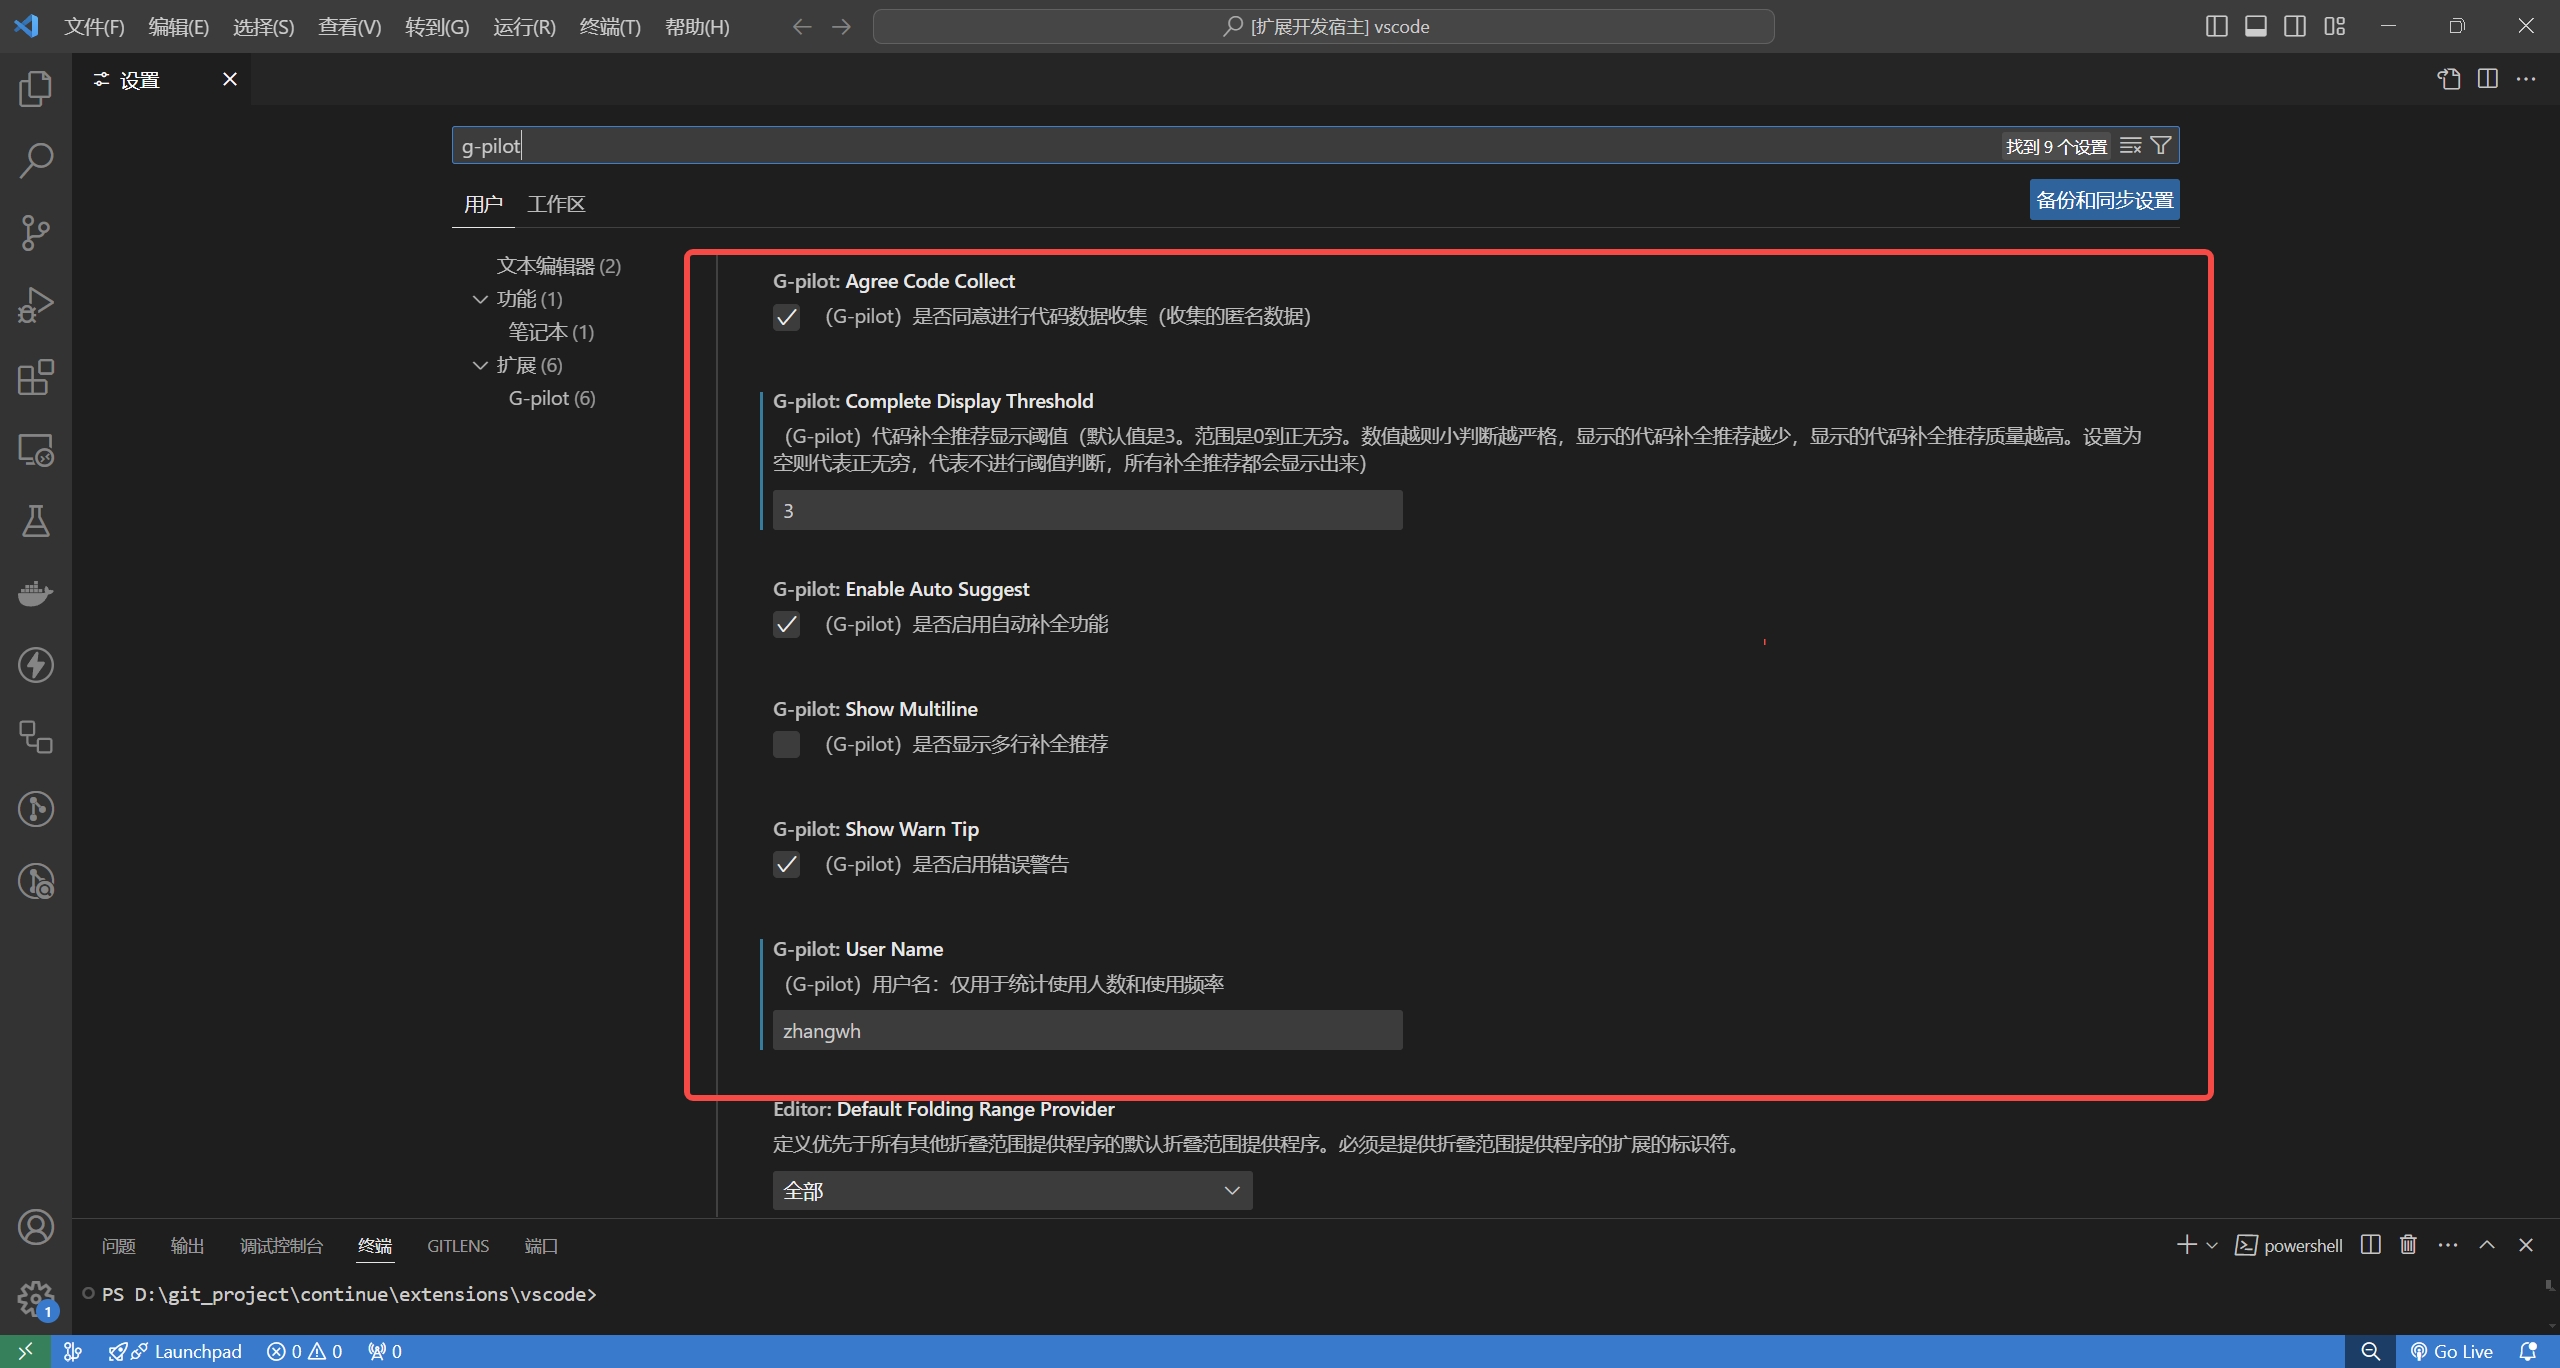 文件(F) 编辑(E) 选择(S) 查看(V) 转到(G) 运行(R) 终端(T) 帮助(H)
[扩展开发宿主] vscode
设置
g-pilot
找到 9 个设置
用户 工作区
备份和同步设置
文本编辑器 (2)
功能 (1)
笔记本 (1)
扩展 (6)
G-pilot (6)
G-pilot: Agree Code Collect
（G-pilot）是否同意进行代码数据收集（收集的匿名数据）
G-pilot: Complete Display Threshold
（G-pilot）代码补全推荐显示阈值（默认值是3。范围是0到正无穷。数值越则小判断越严格，显示的代码补全推荐越少，显示的代码补全推荐质量越高。设置为
空则代表正无穷，代表不进行阈值判断，所有补全推荐都会显示出来）
3
G-pilot: Enable Auto Suggest
（G-pilot）是否启用自动补全功能
G-pilot: Show Multiline
（G-pilot）是否显示多行补全推荐
G-pilot: Show Warn Tip
（G-pilot）是否启用错误警告
G-pilot: User Name
（G-pilot）用户名：仅用于统计使用人数和使用频率
zhangwh
Editor: Default Folding Range Provider
定义优先于所有其他折叠范围提供程序的默认折叠范围提供程序。必须是提供折叠范围提供程序的扩展的标识符。
全部
问题 输出 调试控制台 终端 GITLENS 端口
powershell
PS D:\git_project\continue\extensions\vscode>
1
Launchpad 0 0 0
Go Live